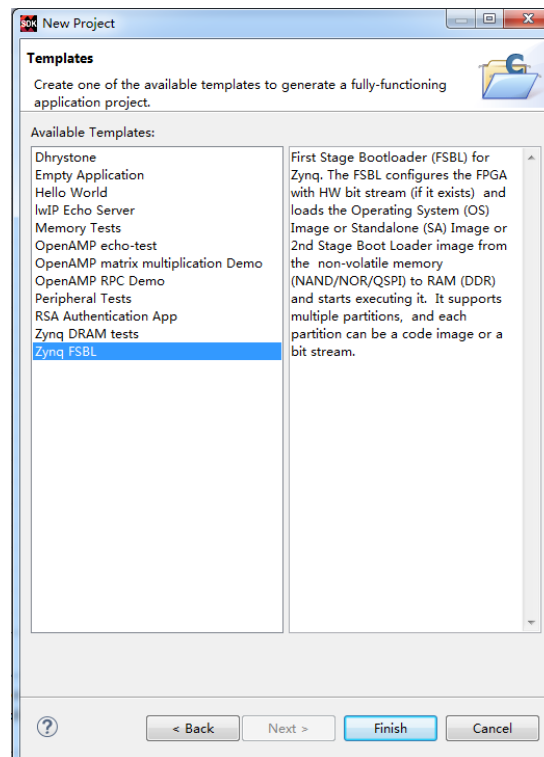 SDK New Project
Templates
Create one of the available templates to generate a fully-functioning
application project.
Available Templates:
Dhrystone
Empty Application
Hello World
lwIP Echo Server
Memory Tests
OpenAMP echo-test
OpenAMP matrix multiplication Demo
OpenAMP RPC Demo
Peripheral Tests
RSA Authentication App
Zynq DRAM tests
Zynq FSBL
First Stage Bootloader (FSBL) for
Zynq. The FSBL configures the FPGA
with HW bit stream (if it exists) and
loads the Operating System (OS)
Image or Standalone (SA) Image or
2nd Stage Boot Loader image from
the non-volatile memory
(NAND/NOR/QSPI) to RAM (DDR)
and starts executing it. It supports
multiple partitions, and each
partition can be a code image or a
bit stream.
? < Back Next > Finish Cancel